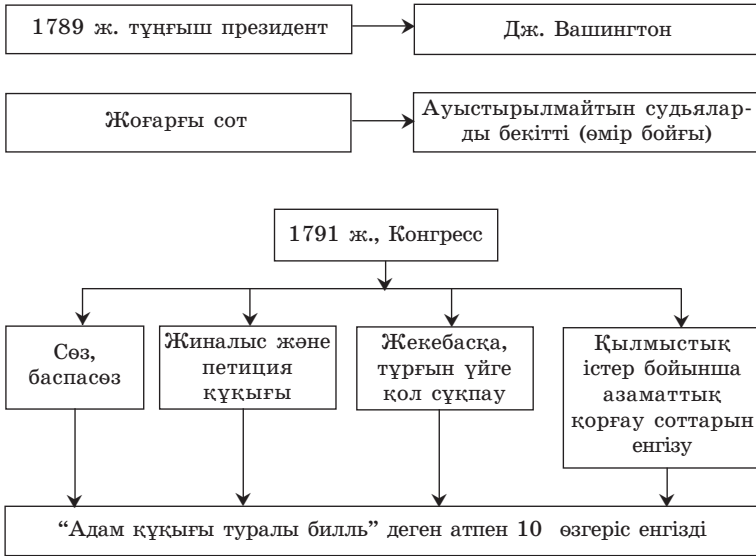 1789 ж. тұңғыш президент
Дж. Вашингтон
Жоғарғы сот
Ауыстырылмайтын судьялар-
ды бекітті (өмір бойғы)
1791 ж., Конгресс
Сөз,
баспасөз
Жиналыс және
петиция
құқығы
Жекебасқа,
тұрғын үйге
қол сұқпау
Қылмыстық
істер бойынша
азаматтық
қорғау соттарын
енгізу
“Адам құқығы туралы билль” деген атпен 10 өзгеріс енгізді